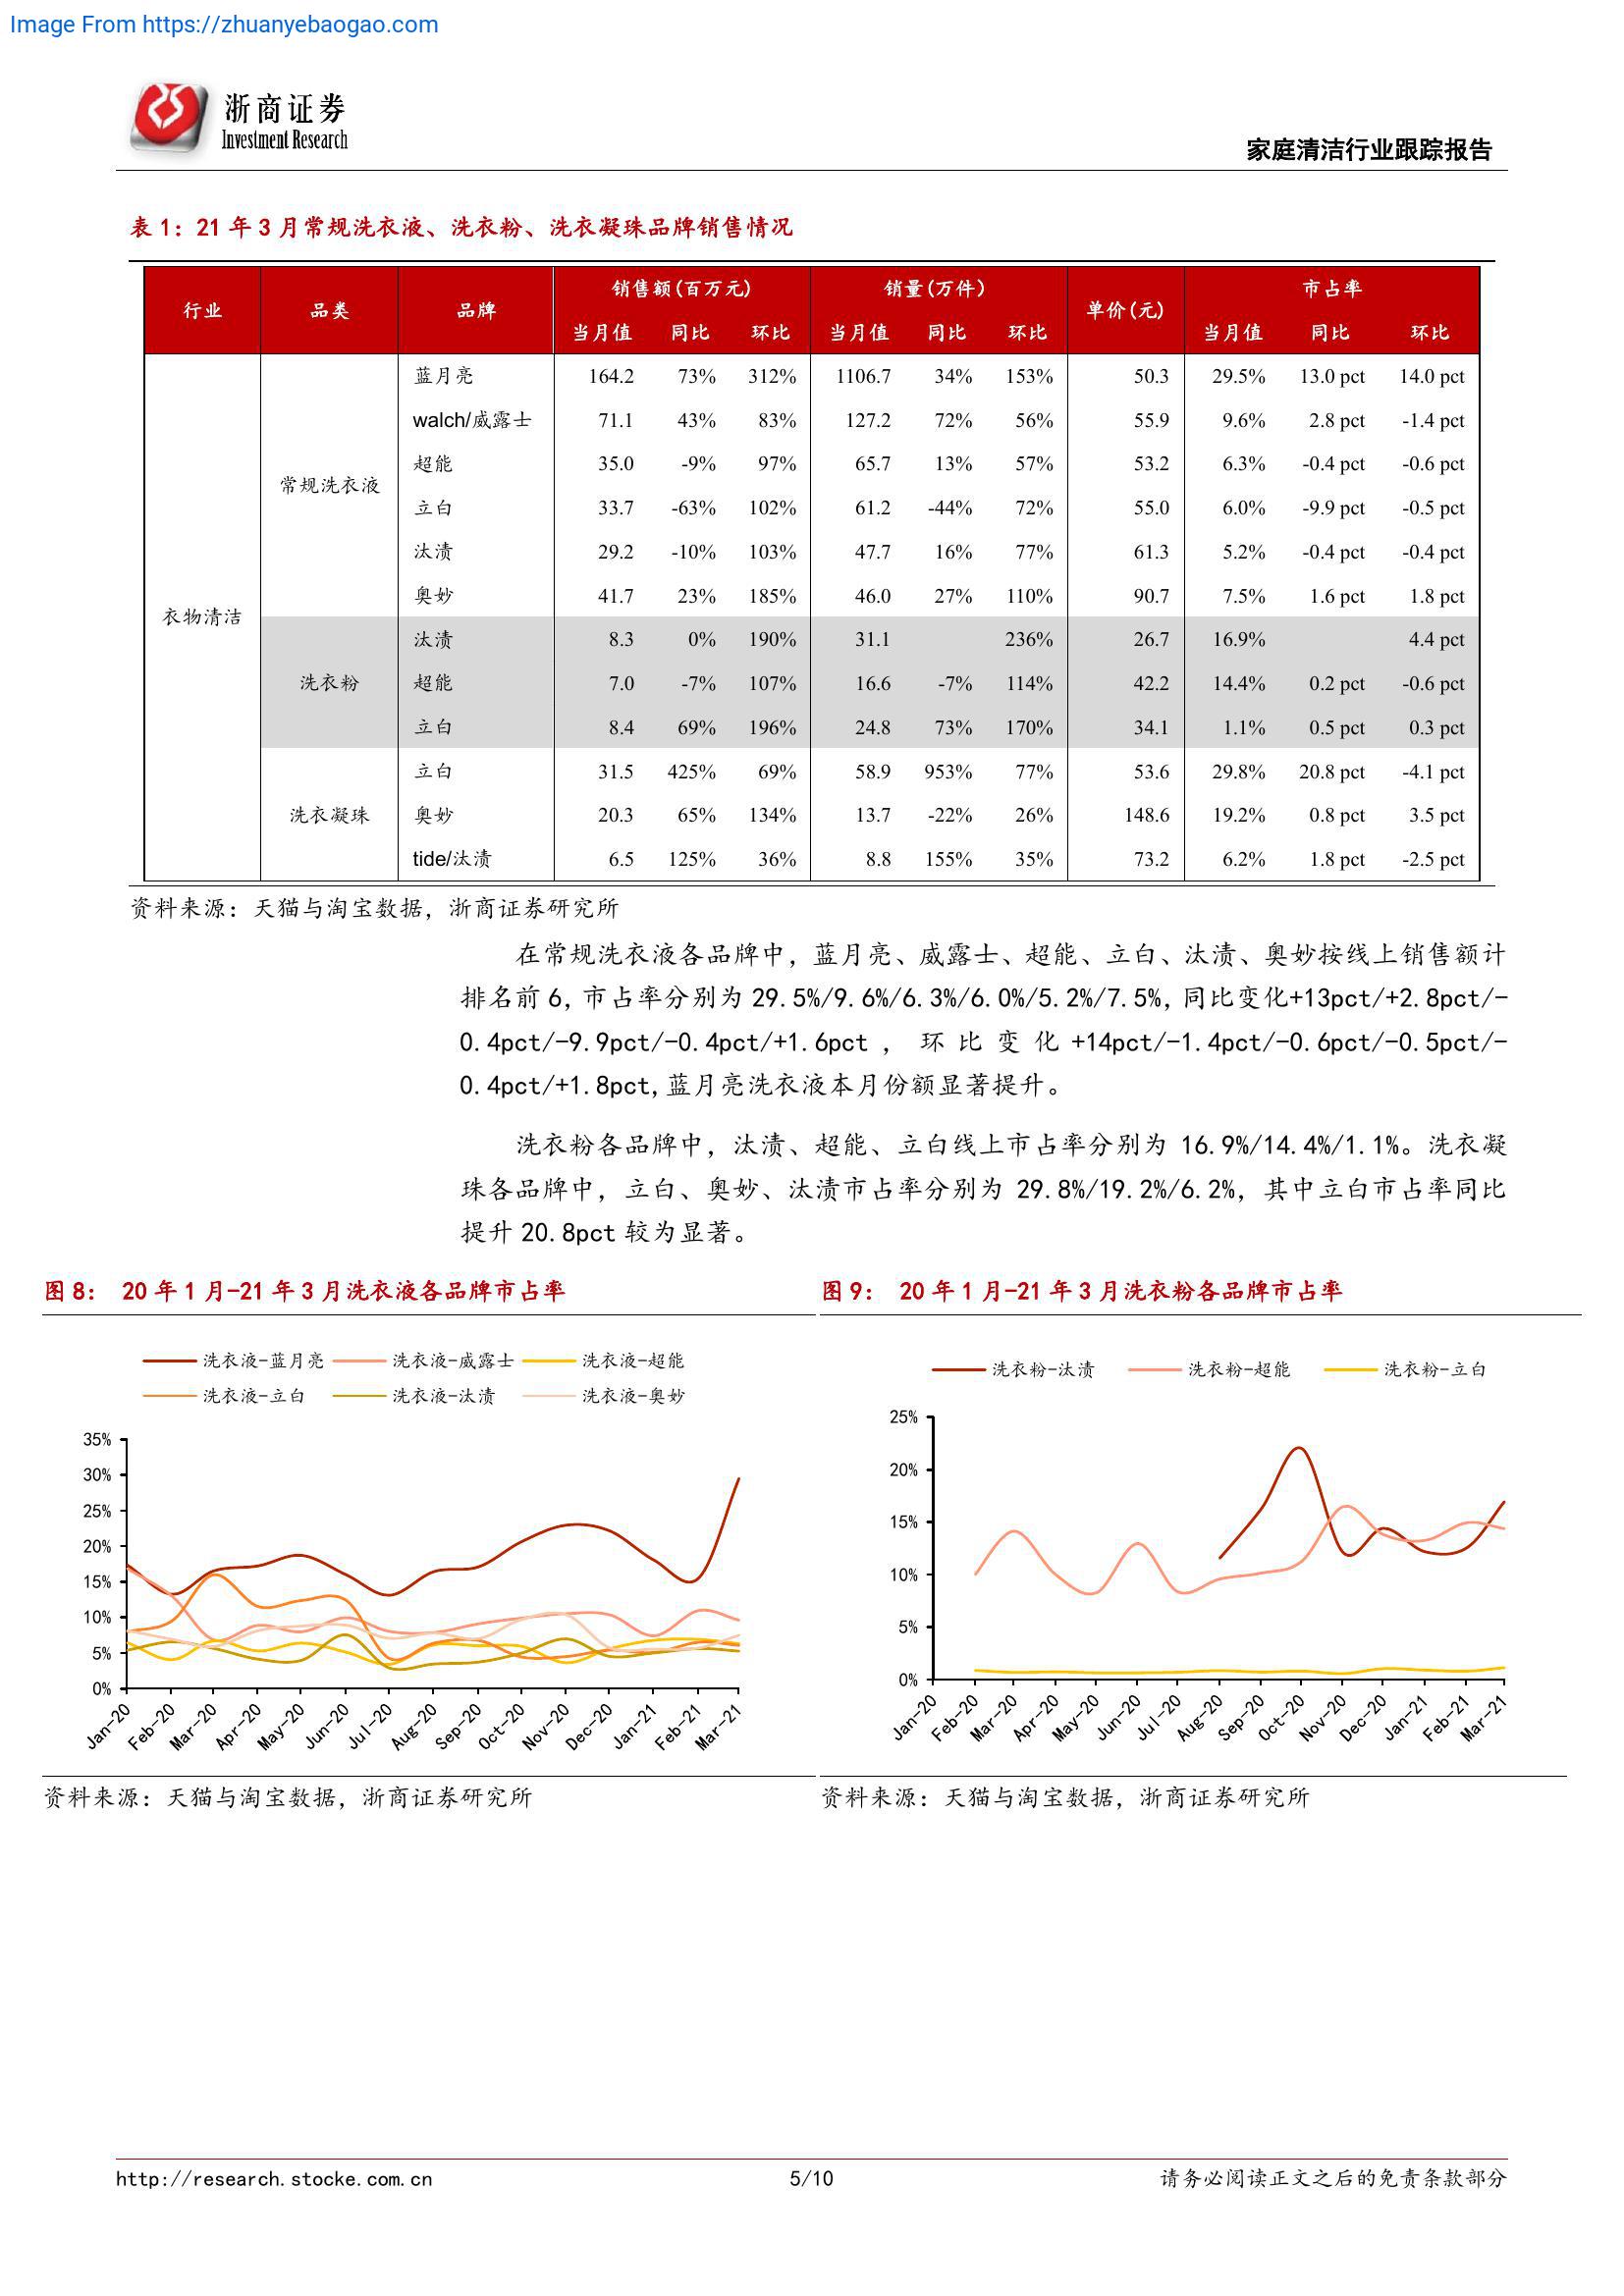 Image From https://zhuanyebaogao.com
浙商证券
Investment Research
家庭清洁行业跟踪报告
表 1：21 年 3 月常规洗衣液、洗衣粉、洗衣凝珠品牌销售情况
行业 品类 品牌 销售额(百万元) 销量(万件) 单价(元) 市占率
当月值 同比 环比 当月值 同比 环比 当月值 同比 环比
衣物清洁
常规洗衣液
蓝月亮 164.2 73% 312% 1106.7 34% 153% 50.3 29.5% 13.0 pct 14.0 pct
walch/威露士 71.1 43% 83% 127.2 72% 56% 55.9 9.6% 2.8 pct -1.4 pct
超能 35.0 -9% 97% 65.7 13% 57% 53.2 6.3% -0.4 pct -0.6 pct
立白 33.7 -63% 102% 61.2 -44% 72% 55.0 6.0% -9.9 pct -0.5 pct
汰渍 29.2 -10% 103% 47.7 16% 77% 61.3 5.2% -0.4 pct -0.4 pct
奥妙 41.7 23% 185% 46.0 27% 110% 90.7 7.5% 1.6 pct 1.8 pct
洗衣粉
汰渍 8.3 0% 190% 31.1 236% 26.7 16.9% 4.4 pct
超能 7.0 -7% 107% 16.6 -7% 114% 42.2 14.4% 0.2 pct -0.6 pct
立白 8.4 69% 196% 24.8 73% 170% 34.1 1.1% 0.5 pct 0.3 pct
洗衣凝珠
立白 31.5 425% 69% 58.9 953% 77% 53.6 29.8% 20.8 pct -4.1 pct
奥妙 20.3 65% 134% 13.7 -22% 26% 148.6 19.2% 0.8 pct 3.5 pct
tide/汰渍 6.5 125% 36% 8.8 155% 35% 73.2 6.2% 1.8 pct -2.5 pct
资料来源：天猫与淘宝数据，浙商证券研究所
在常规洗衣液各品牌中，蓝月亮、威露士、超能、立白、汰渍、奥妙按线上销售额计
排名前 6，市占率分别为 29.5%/9.6%/6.3%/6.0%/5.2%/7.5%，同比变化+13pct/+2.8pct/-
0.4pct/-9.9pct/-0.4pct/+1.6pct ， 环 比 变 化 +14pct/-1.4pct/-0.6pct/-0.5pct/-
0.4pct/+1.8pct，蓝月亮洗衣液本月份额显著提升。
洗衣粉各品牌中，汰渍、超能、立白线上市占率分别为 16.9%/14.4%/1.1%。洗衣凝
珠各品牌中，立白、奥妙、汰渍市占率分别为 29.8%/19.2%/6.2%，其中立白市占率同比
提升 20.8pct 较为显著。
图 8： 20 年 1 月-21 年 3 月洗衣液各品牌市占率
洗衣液-蓝月亮 洗衣液-威露士 洗衣液-超能
洗衣液-立白 洗衣液-汰渍 洗衣液-奥妙
35%
30%
25%
20%
15%
10%
5%
0%
Jan-20 Feb-20 Mar-20 Apr-20 May-20 Jun-20 Jul-20 Aug-20 Sep-20 Oct-20 Nov-20 Dec-20 Jan-21 Feb-21 Mar-21
资料来源：天猫与淘宝数据，浙商证券研究所
图 9： 20 年 1 月-21 年 3 月洗衣粉各品牌市占率
洗衣粉-汰渍 洗衣粉-超能 洗衣粉-立白
25%
20%
15%
10%
5%
0%
Jan-20 Feb-20 Mar-20 Apr-20 May-20 Jun-20 Jul-20 Aug-20 Sep-20 Oct-20 Nov-20 Dec-20 Jan-21 Feb-21 Mar-21
资料来源：天猫与淘宝数据，浙商证券研究所
http://research.stocke.com.cn 5/10 请务必阅读正文之后的免责条款部分